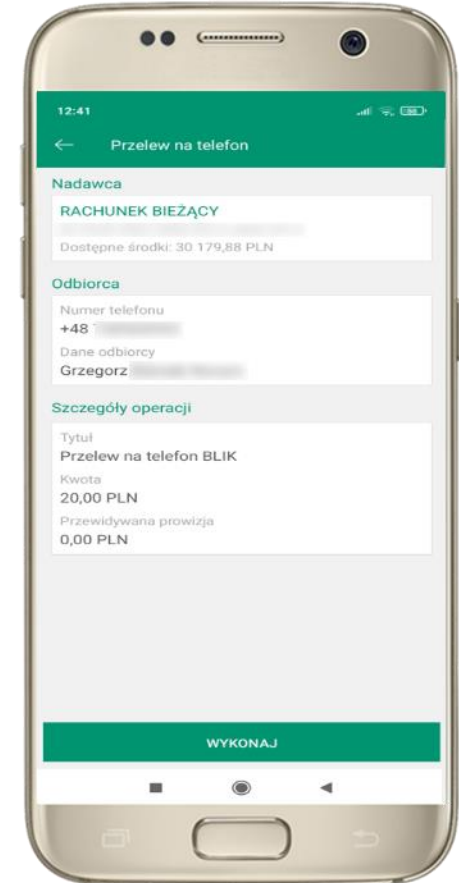 12:41
Przelew na telefon
Nadawca
RACHUNEK BIEŻĄCY
Dostępne środki: 30 179,88 PLN
Odbiorca
Numer telefonu
+48
Dane odbiorcy
Grzegorz
Szczegóły operacji
Tytuł
Przelew na telefon BLIK
Kwota
20,00 PLN
Przewidywana prowizja
0,00 PLN
WYKONAJ